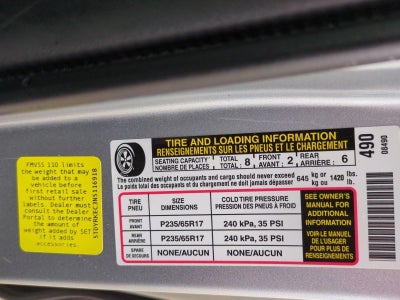 FMVSS 110 limits
the weight that may
be added to a
vehicle before
first retail sale
without further
labels. Dealer must
consult the Dealer
Portal to determine
the amount of
weight added by SET
if it adds
accessories.
TIRE AND LOADING INFORMATION
RENSEIGNEMENTS SUR LES PNEUS ET LE CHARGEMENT
SEATING CAPACITY
NOMBRE DE PLACES
TOTAL : 8
TOTAL :
FRONT
AVANT : 2
REAR
ARRIÈRE : 6
The combined weight of occupants and cargo should never exceed
Le poids total des occupants et du chargement ne doit jamais dépasser
645 kg or 1420 lbs.
kg ou lb.
TIRE
PNEU
SIZE
DIMENSIONS
COLD TIRE PRESSURE
PRESSION DES PNEUS À FROID
FRONT
AVANT
P235/65R17
240 kPa, 35 PSI
REAR
ARRIÈRE
P235/65R17
240 kPa, 35 PSI
SPARE
DE SECOURS
NONE/AUCUN
NONE/AUCUN
SEE OWNER'S
MANUAL FOR
ADDITIONAL
INFORMATION
VOIR LE MANUEL
DE L'USAGER
POUR PLUS DE
RENSEIGNEMENTS
490
08490